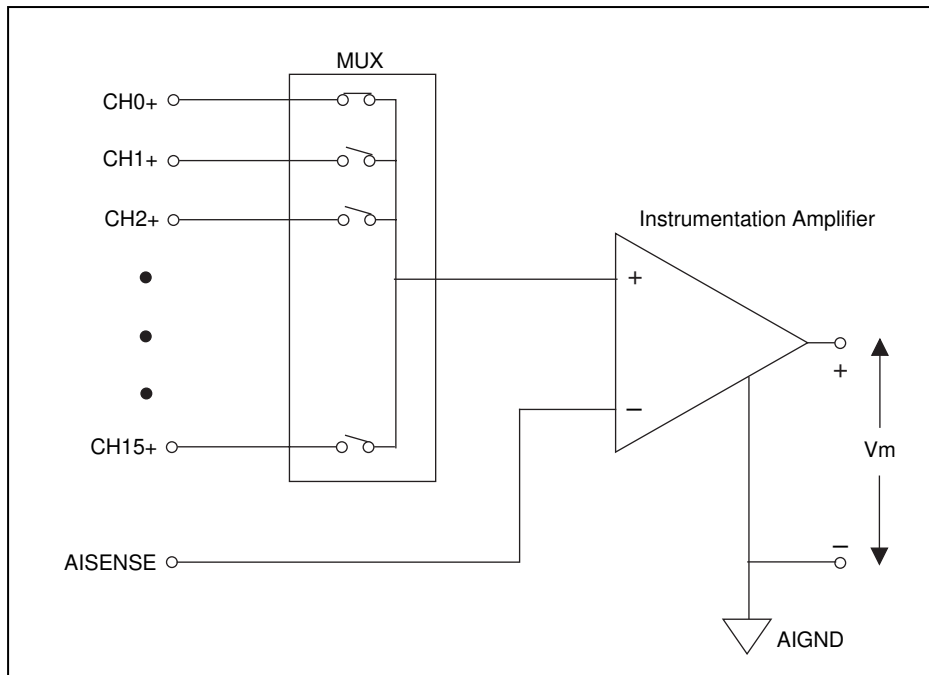 MUX
CH0+
CH1+
CH2+
Instrumentation Amplifier
+
−
+
CH15+
Vm
−
AISENSE
AIGND